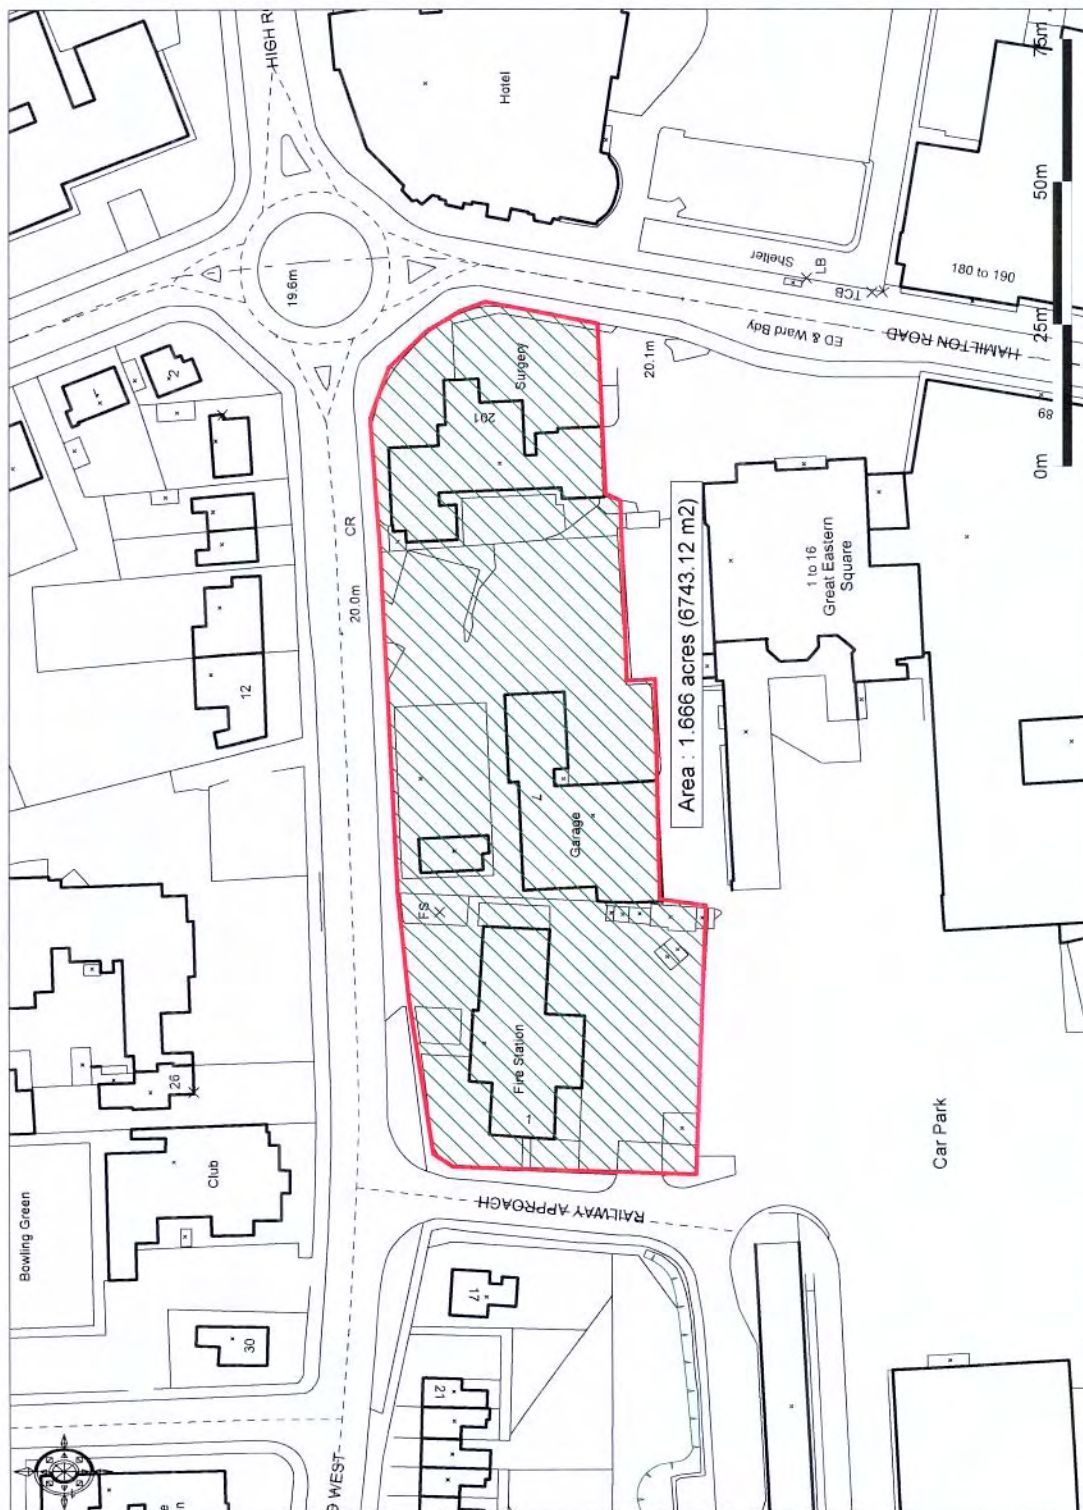 HIGH R
Hotel
19.6m
Shelter
LB
TCB
180 to 190
HAMILTON ROAD
ED & Ward Bdy
20.1m
89
0m
25m
50m
75m
Surgery
201
CR
20.0m
2
12
1 to 16
Great Eastern
Square
Area : 1.666 acres (6743.12 m2)
7
Garage
FS
Fire Station
1
26
Club
Bowling Green
30
RAILWAY APPROACH
17
21
Car Park
WEST